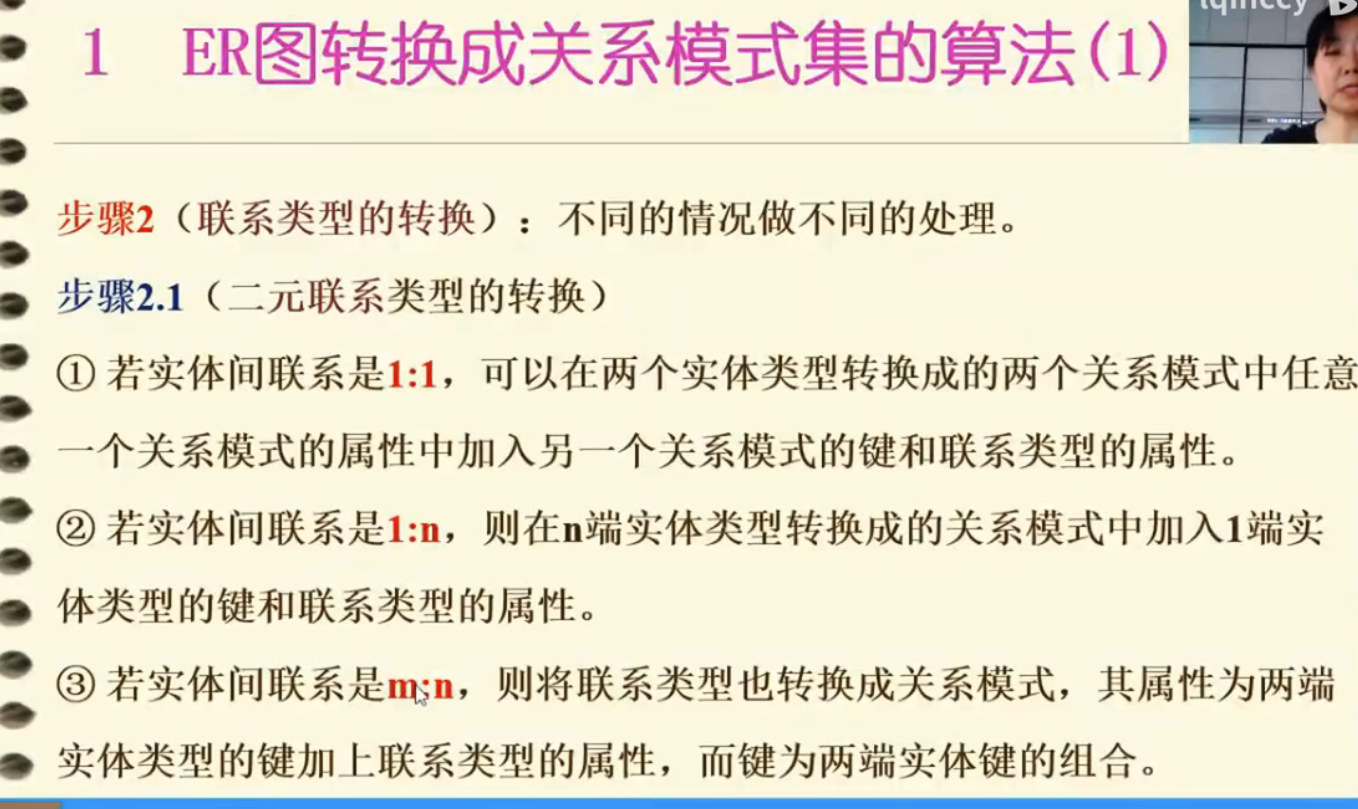 1 ER图转换成关系模式集的算法(1)
步骤2（联系类型的转换）：不同的情况做不同的处理。
步骤2.1（二元联系类型的转换）
① 若实体间联系是1:1，可以在两个实体类型转换成的两个关系模式中任意
一个关系模式的属性中加入另一个关系模式的键和联系类型的属性。
② 若实体间联系是1:n，则在n端实体类型转换成的关系模式中加入1端实
体类型的键和联系类型的属性。
③ 若实体间联系是m:n，则将联系类型也转换成关系模式，其属性为两端
实体类型的键加上联系类型的属性，而键为两端实体键的组合。